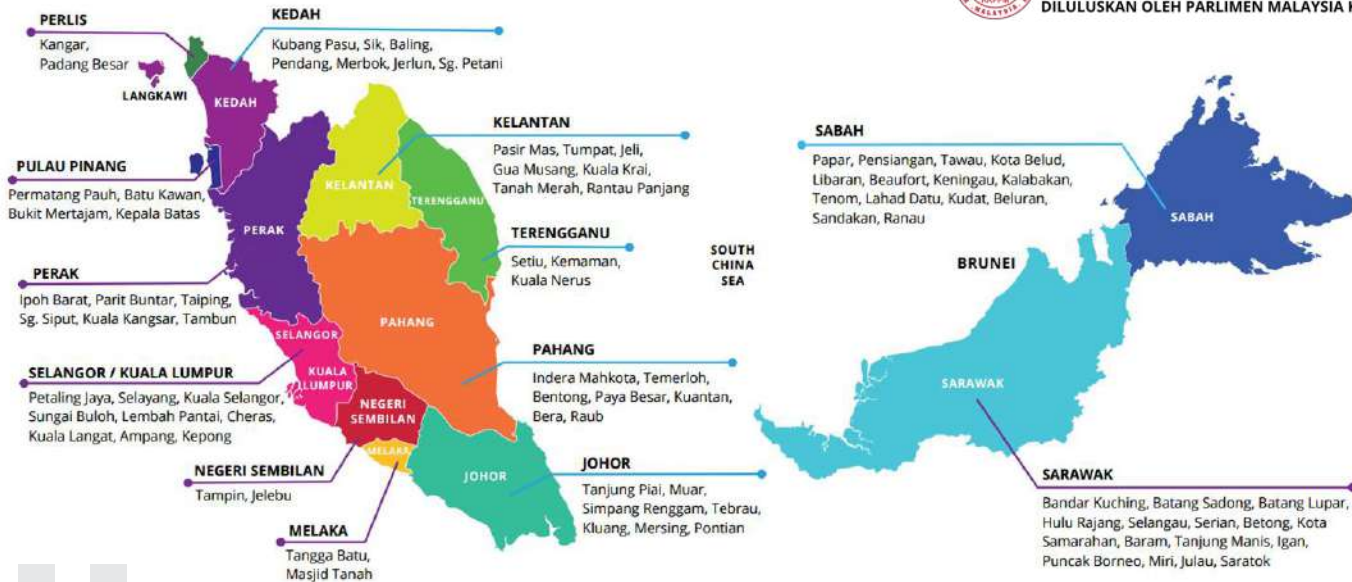 DILULUSKAN OLEH PARLIMEN MALAYSIA
PERLIS
Kangar,
Padang Besar
KEDAH
Kubang Pasu, Sik, Baling,
Pendang, Merbok, Jerlun, Sg. Petani
LANGKAWI
KEDAH
PULAU PINANG
Permatang Pauh, Batu Kawan,
Bukit Mertajam, Kepala Batas
KELANTAN
Pasir Mas, Tumpat, Jeli,
Gua Musang, Kuala Krai,
Tanah Merah, Rantau Panjang
KELANTAN
TERENGGANU
PERAK
TERENGGANU
Setiu, Kemaman,
Kuala Nerus
PERAK
Ipoh Barat, Parit Buntar, Taiping,
Sg. Siput, Kuala Kangsar, Tambun
PAHANG
SELANGOR
KUALA
LUMPUR
SELANGOR / KUALA LUMPUR
Petaling Jaya, Selayang, Kuala Selangor,
Sungai Buloh, Lembah Pantai, Cheras,
Kuala Langat, Ampang, Kepong
PAHANG
Indera Mahkota, Temerloh,
Bentong, Paya Besar, Kuantan,
Bera, Raub
NEGERI
SEMBILAN
MELAKA
NEGERI SEMBILAN
Tampin, Jelebu
JOHOR
JOHOR
Tanjung Piai, Muar,
Simpang Renggam, Tebrau,
Kluang, Mersing, Pontian
MELAKA
Tangga Batu,
Masjid Tanah
SOUTH
CHINA
SEA
SABAH
Papar, Pensiangan, Tawau, Kota Belud,
Libaran, Beaufort, Keningau, Kalabakan,
Tenom, Lahad Datu, Kudat, Beluran,
Sandakan, Ranau
SABAH
BRUNEI
SARAWAK
SARAWAK
Bandar Kuching, Batang Sadong, Batang Lupar,
Hulu Rajang, Selangau, Serian, Betong, Kota
Samarahan, Baram, Tanjung Manis, Igan,
Puncak Borneo, Miri, Julau, Saratok